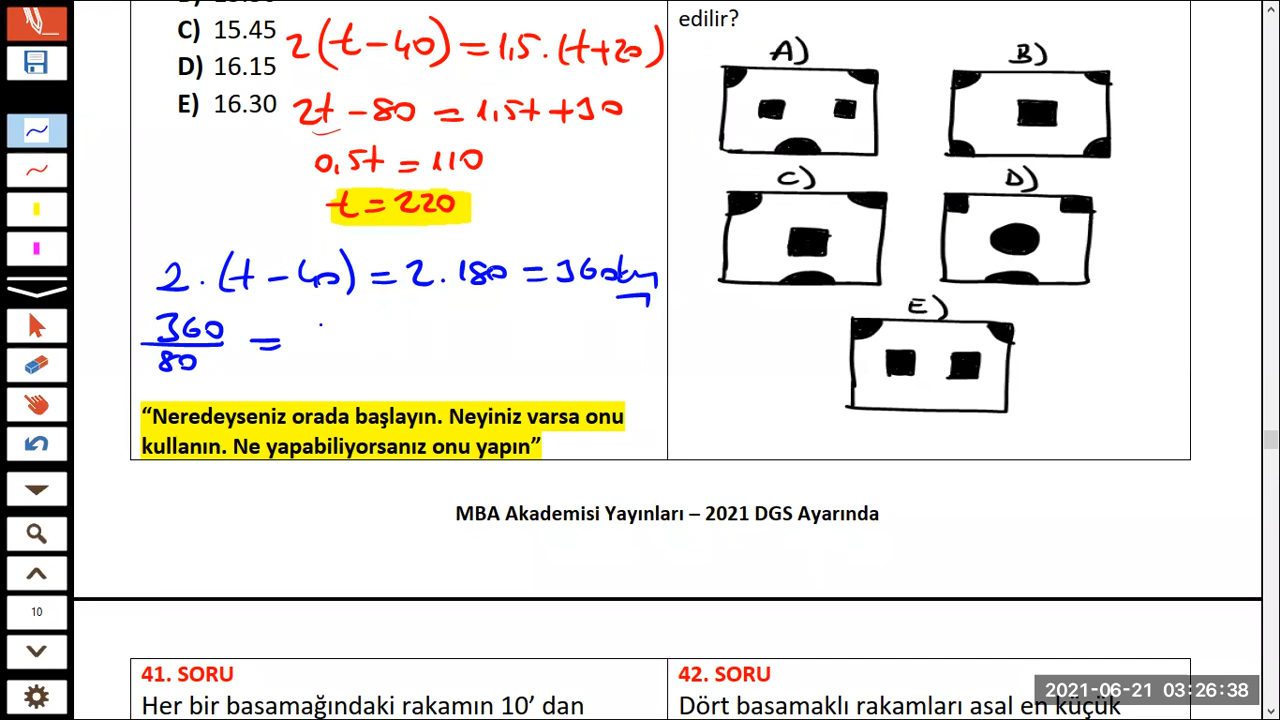 C) 15.45
D) 16.15
E) 16.30
2(t-40)=1,5.(t+20)
2t-80=1,5t+30
0,5t=110
t=220
2.(t-40)=2.180=360km
360
80
=
“Neredeyseniz orada başlayın. Neyiniz varsa onu
kullanın. Ne yapabiliyorsanız onu yapın”
edilir?
A)
B)
C)
D)
E)
MBA Akademisi Yayınları – 2021 DGS Ayarında
41. SORU
Her bir basamağındaki rakamın 10’ dan
42. SORU
Dört basamaklı rakamları asal en küçük
10
2021-06-21 03:26:38